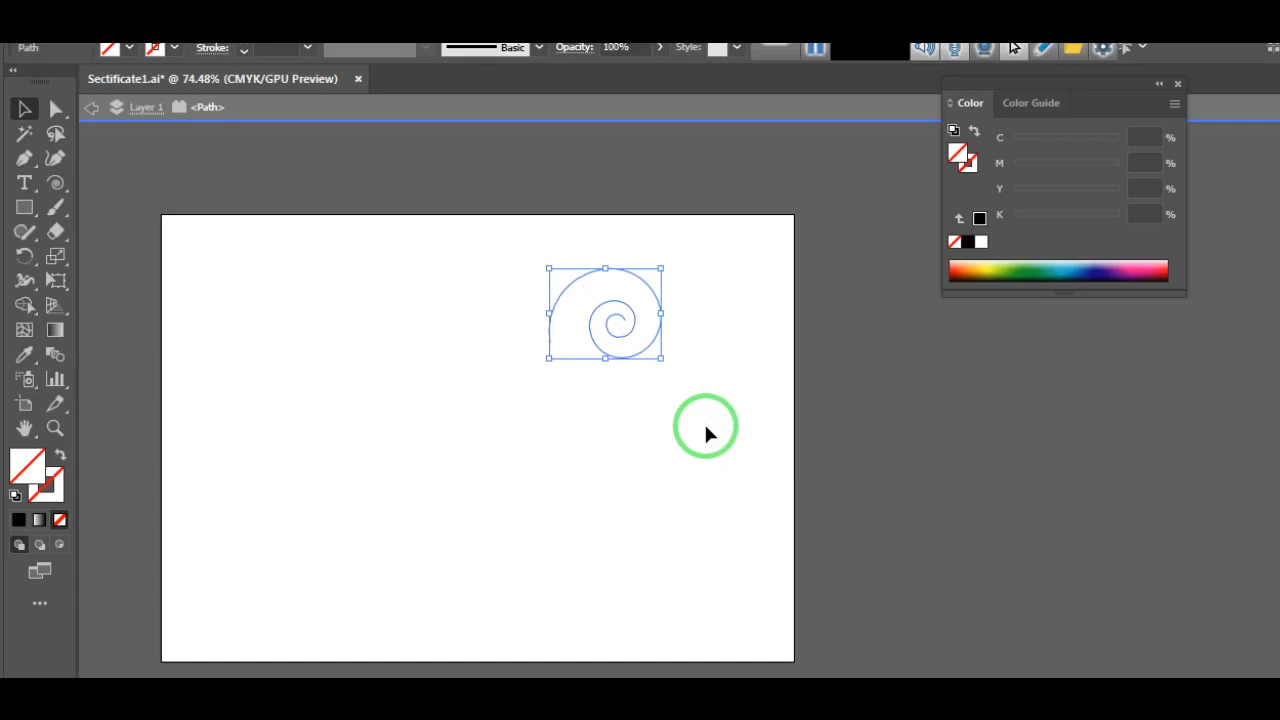 Path Stroke: Basic Opacity: 100% Style:
Sectificate1.ai* @ 74.48% (CMYK/GPU Preview) ×
Layer 1 <Path>
Color Color Guide
C %
M %
Y %
K %
T